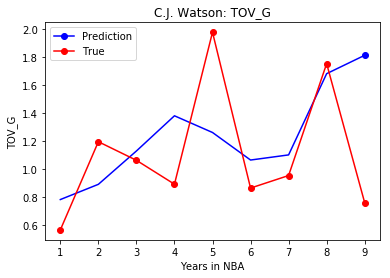 C.J. Watson: TOV_G
Prediction
True
TOV_G
2.0
1.8
1.6
1.4
1.2
1.0
0.8
0.6
1 2 3 4 5 6 7 8 9
Years in NBA